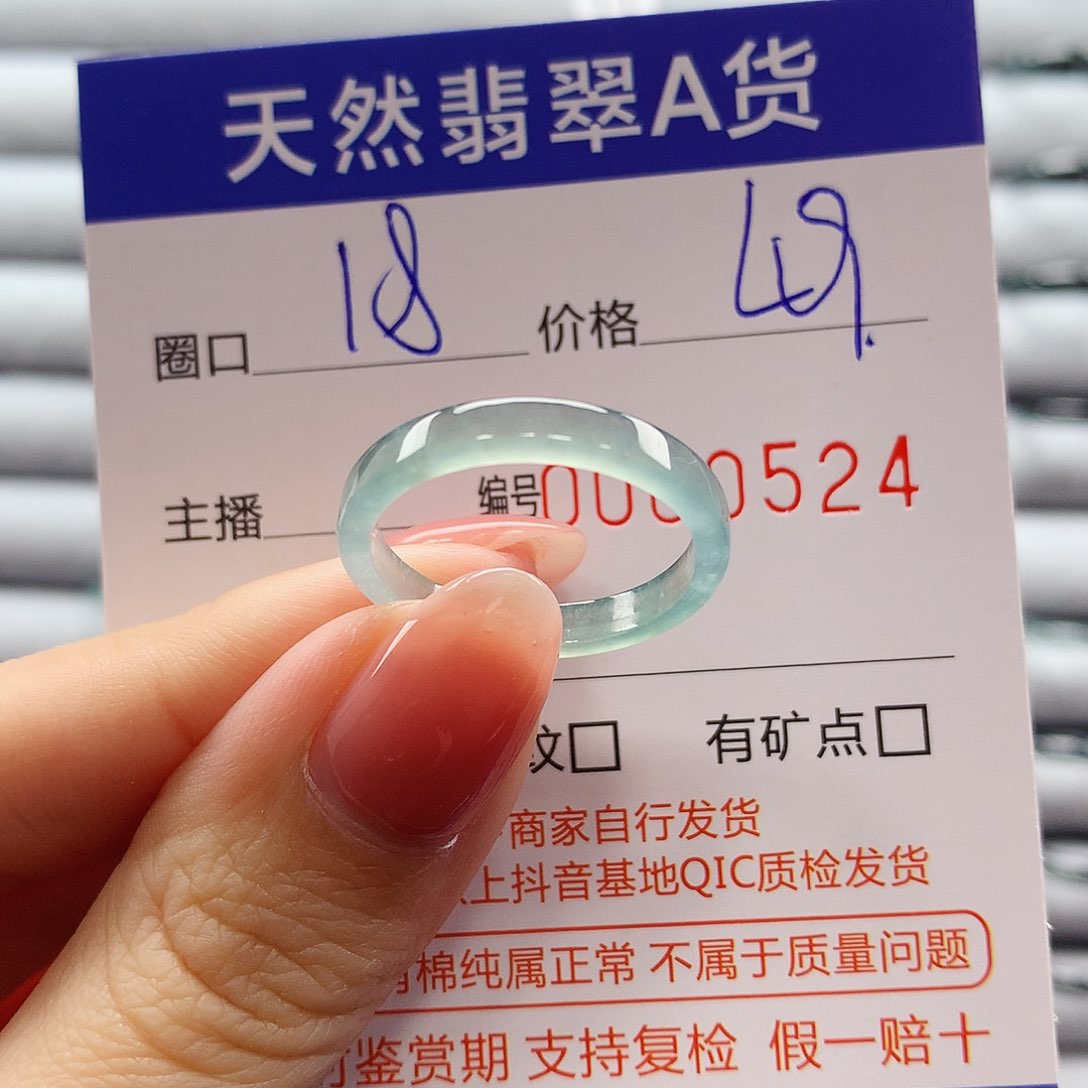 天然翡翠A货
圈口 18 价格 49.
主播 编号 0000524
纹□ 有矿点□
商家自行发货
上抖音基地QIC质检发货
棉纯属正常 不属于质量问题
鉴赏期 支持复检 假一赔十